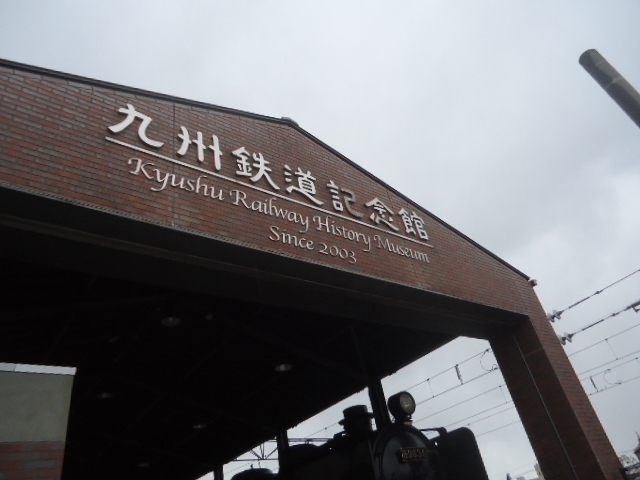 九州鉄道記念館
Kyushu Railway History Museum
Since 2003